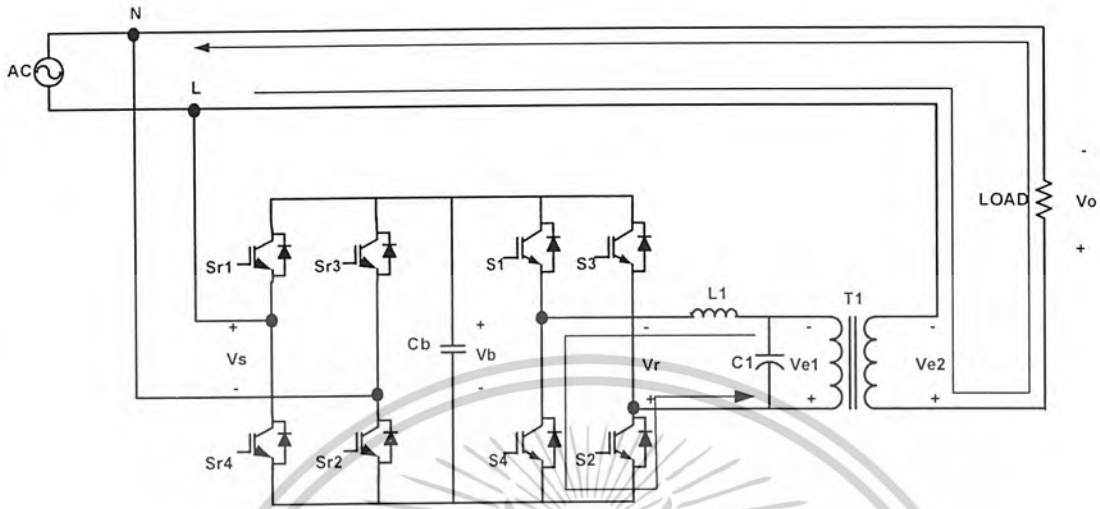 N
AC
L
LOAD
-
Vo
+
Sr1
Sr3
S1
S3
L1
T1
+
Vs
-
Cb
+
Vb
-
-
Vr
+
C1
-
Ve1
+
-
Ve2
+
Sr4
Sr2
S4
S2